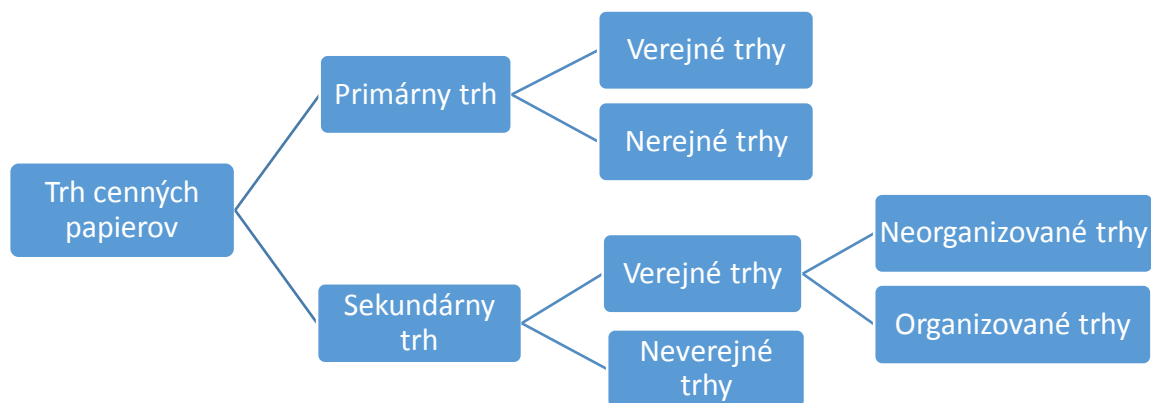 Verejné trhy
Primárny trh
Nerejné trhy
Trh cenných
papierov
Neorganizované trhy
Verejné trhy
Sekundárny
trh
Organizované trhy
Neverejné
trhy